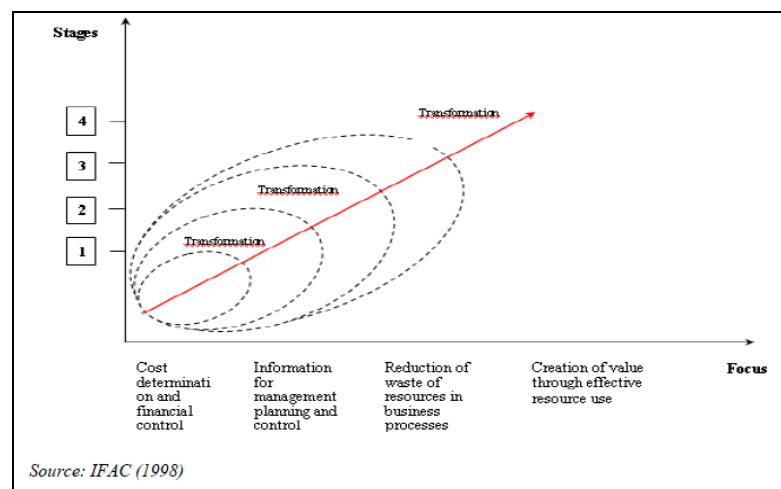 Stages
4
Transformation
3
Transformation
2
Transformation
1
Cost
determinati
on and
financial
control
Information
for
management
planning and
control
Reduction of
waste of
resources in
business
processes
Creation of value
through effective
resource use
Focus
Source: IFAC (1998)